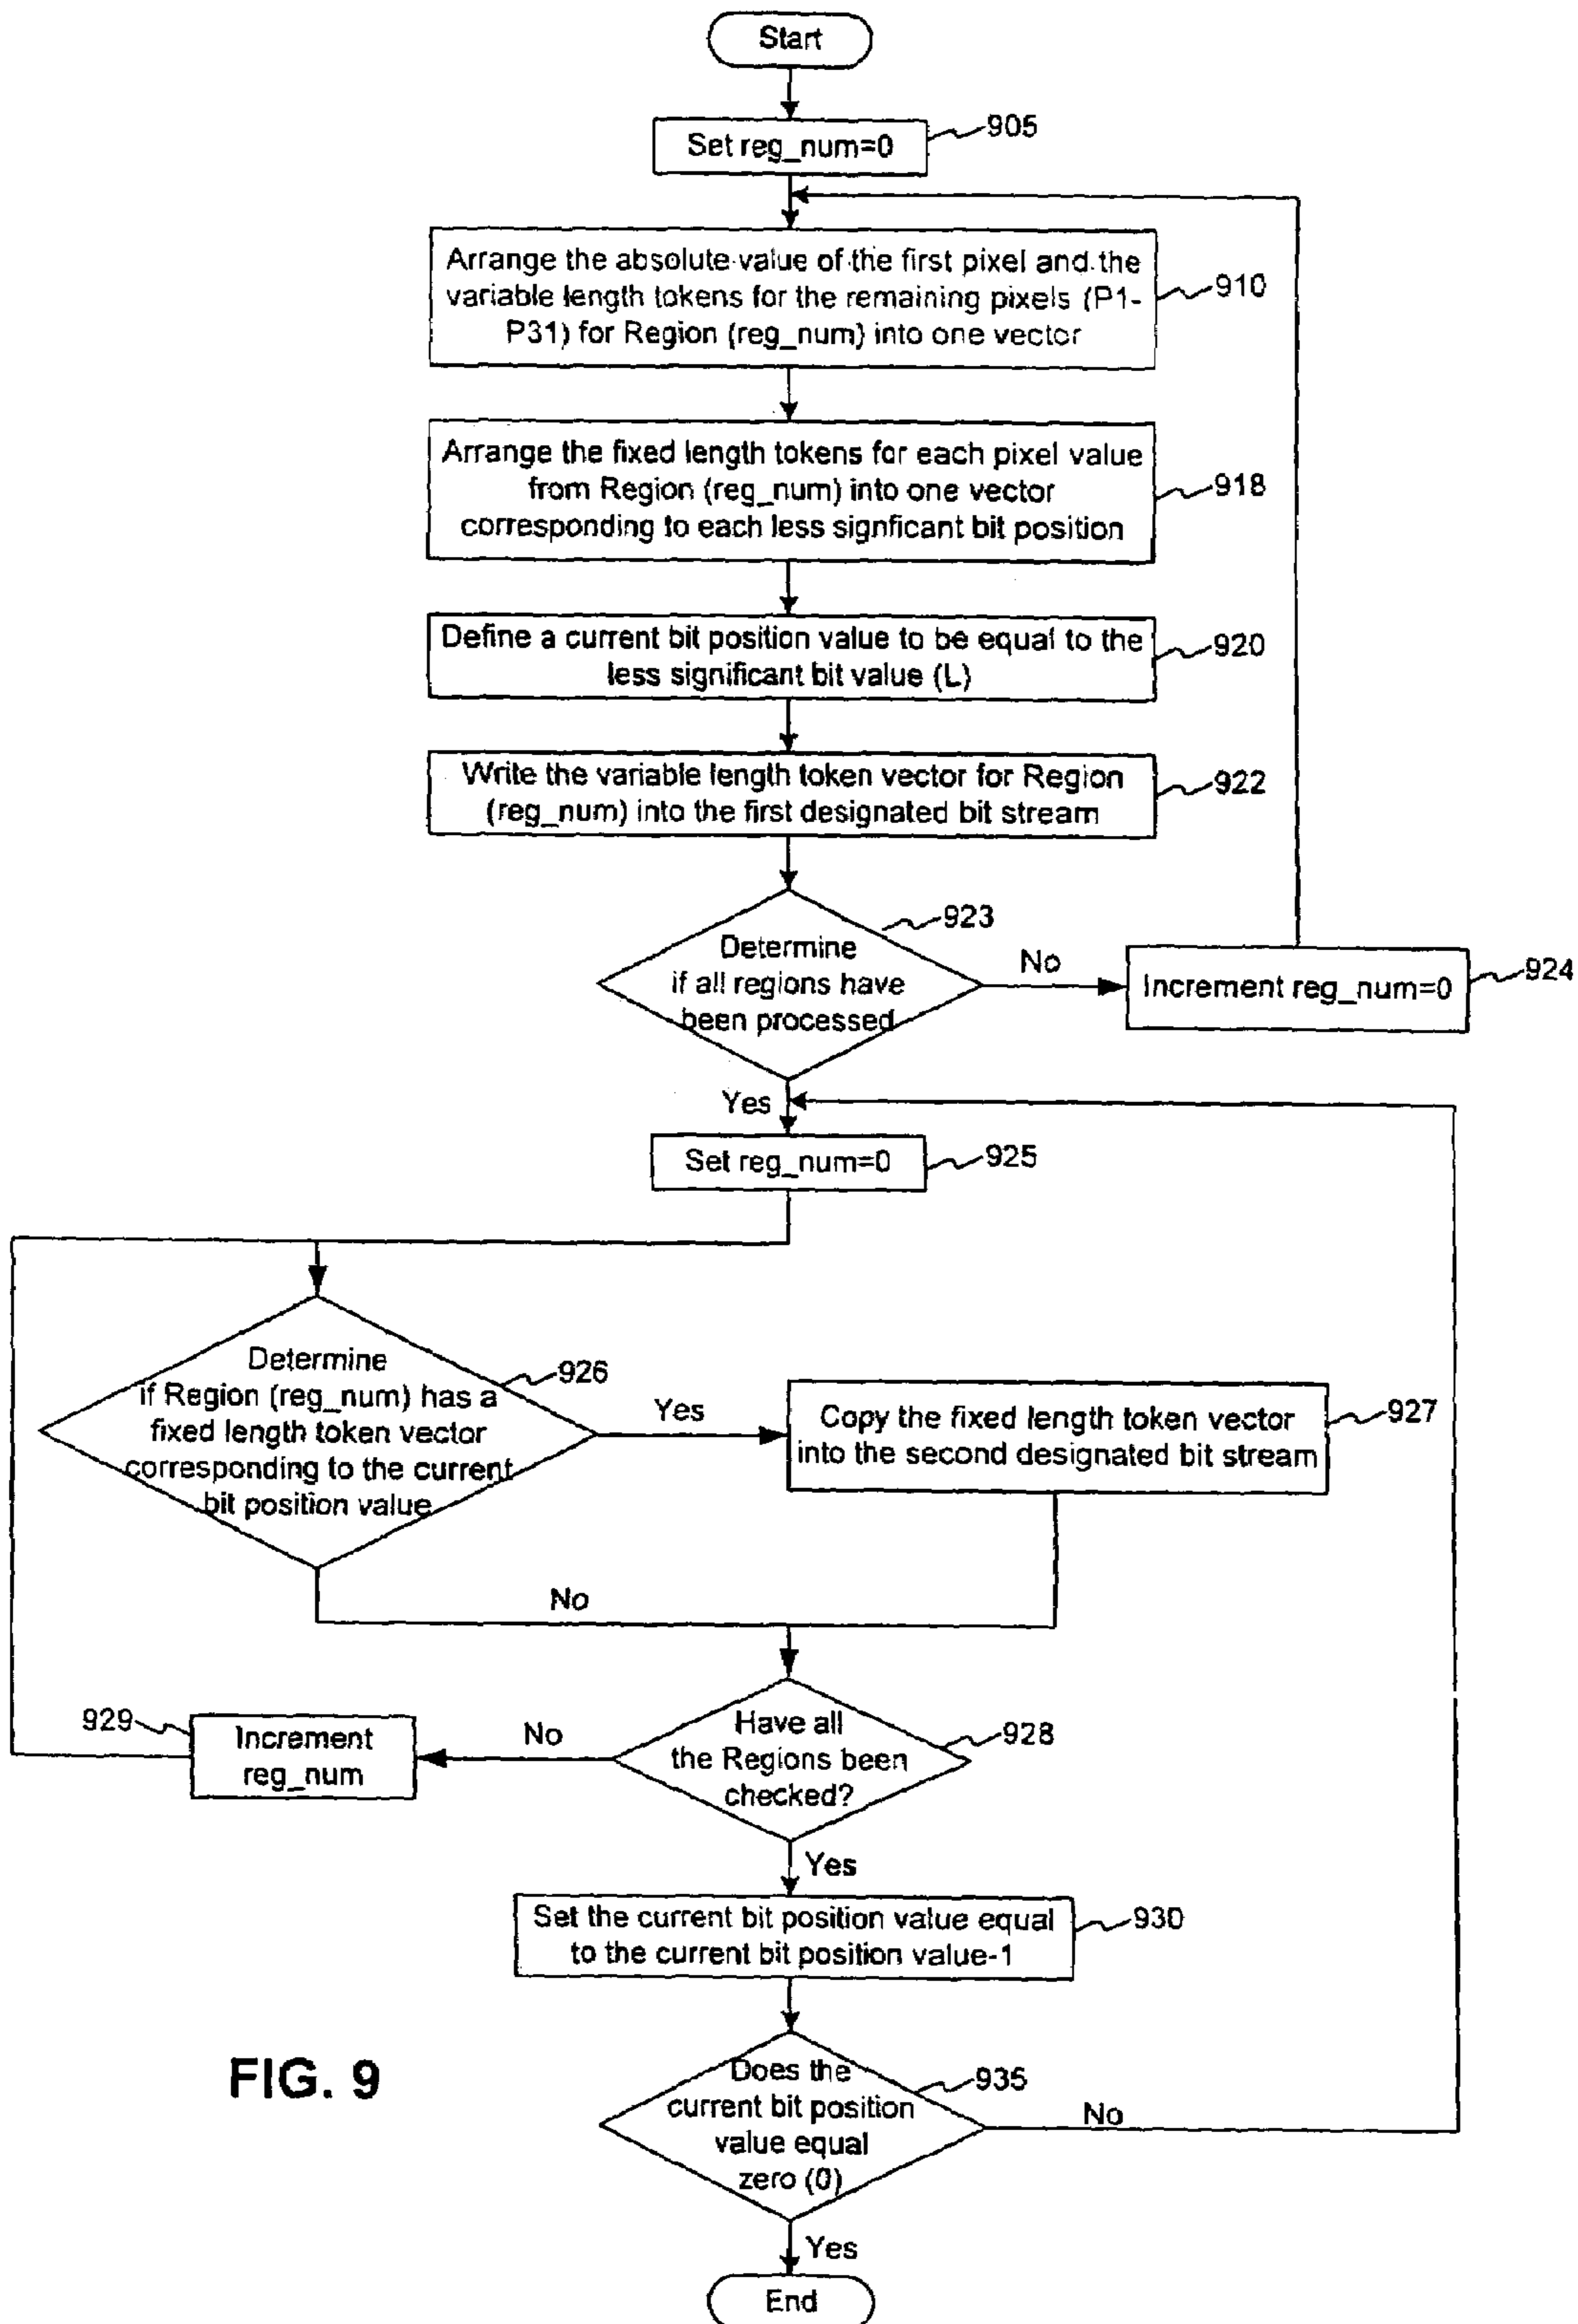 Start
Set reg_num=0
905
Arrange the absolute value of the first pixel and the
variable length tokens for the remaining pixels (P1-
P31) for Region (reg_num) into one vector
910
Arrange the fixed length tokens for each pixel value
from Region (reg_num) into one vector
corresponding to each less signficant bit position
918
Define a current bit position value to be equal to the
less significant bit value (L)
920
Write the variable length token vector for Region
(reg_num) into the first designated bit stream
922
Determine
if all regions have
been processed
923
No
Increment reg_num=0
924
Yes
Set reg_num=0
925
Determine
if Region (reg_num) has a
fixed length token vector
corresponding to the current
bit position value
926
Yes
Copy the fixed length token vector
into the second designated bit stream
927
No
Have all
the Regions been
checked?
928
No
Increment
reg_num
929
Yes
Set the current bit position value equal
to the current bit position value-1
930
Does the
current bit position
value equal
zero (0)
935
No
Yes
End
FIG. 9